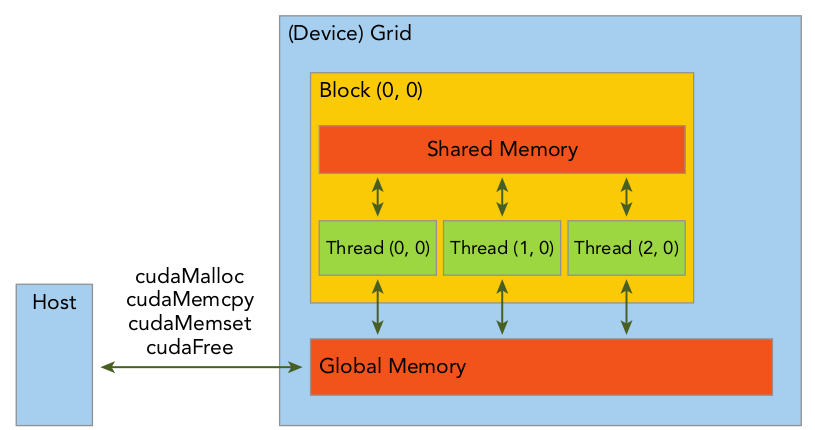 (Device) Grid
Block (0, 0)
Shared Memory
Thread (0, 0) Thread (1, 0) Thread (2, 0)
cudaMalloc
cudaMemcpy
cudaMemset
cudaFree
Host
Global Memory